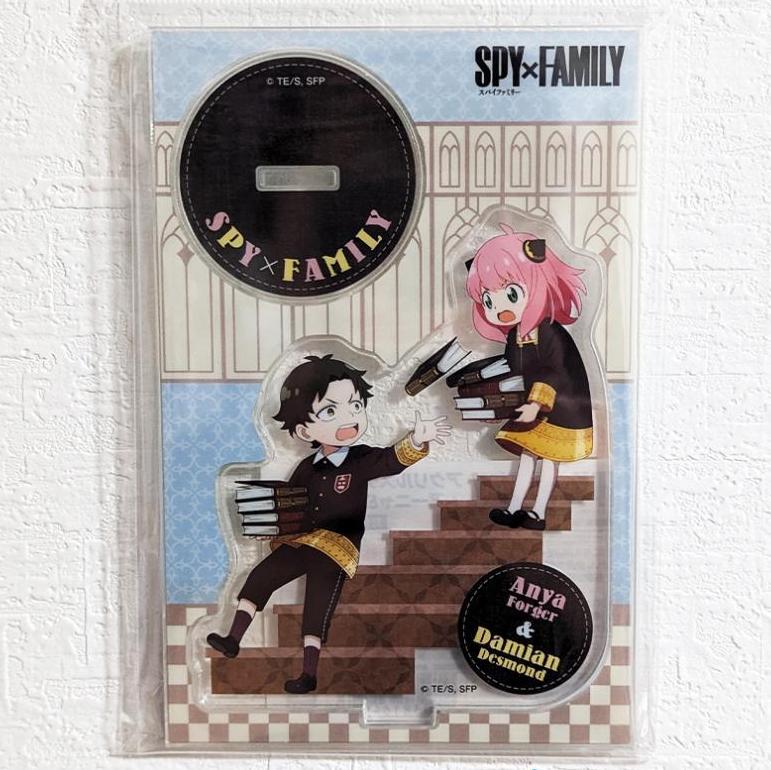 © TE/S, SFP
SPY×FAMILY
SPY×FAMILY
スパイファミリー
Anya
Forger
&
Damian
Desmond
© TE/S, SFP